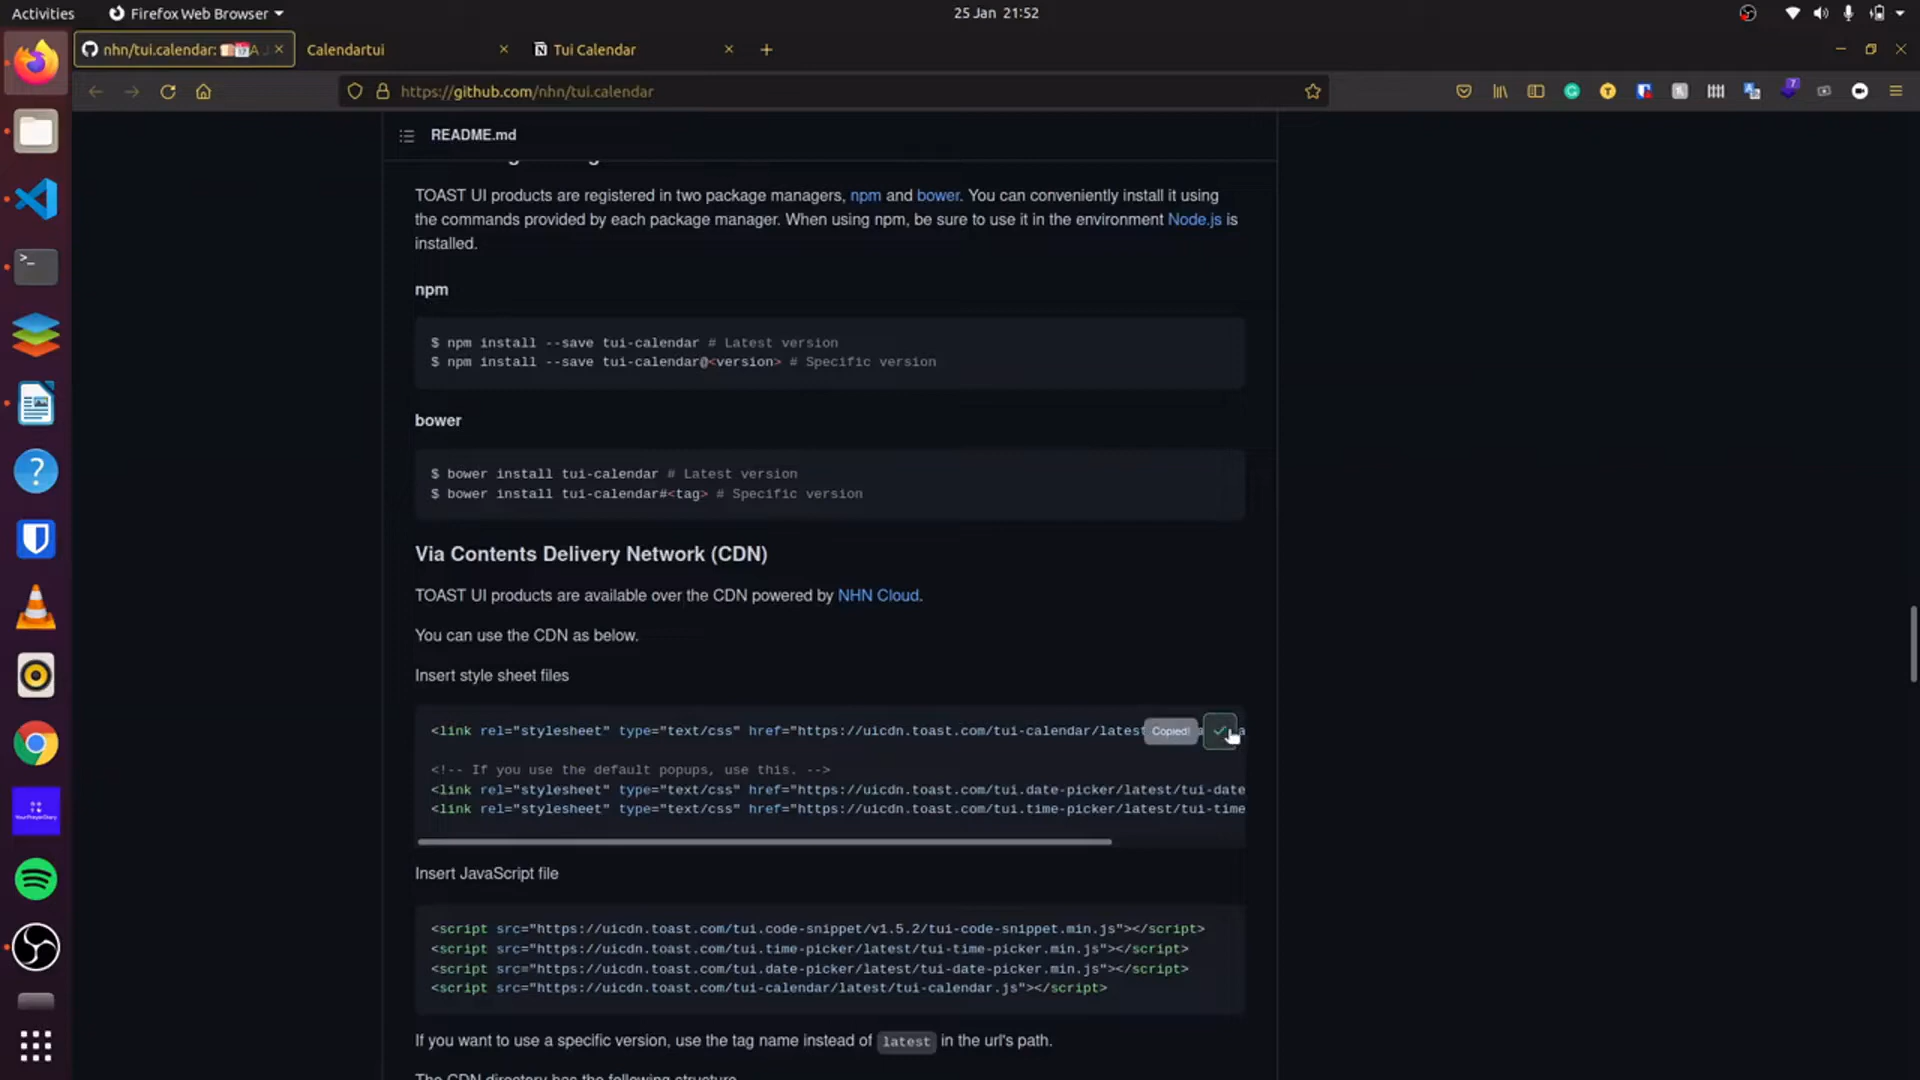 Activities
Firefox Web Browser
25 Jan 21:52
nhn/tui.calendar:
Calendartui
Tui Calendar
https://github.com/nhn/tui.calendar
README.md
TOAST UI products are registered in two package managers, npm and bower. You can conveniently install it using
the commands provided by each package manager. When using npm, be sure to use it in the environment Node.js is
installed.
npm
$ npm install --save tui-calendar # Latest version
$ npm install --save tui-calendar@<version> # Specific version
bower
$ bower install tui-calendar # Latest version
$ bower install tui-calendar#<tag> # Specific version
Via Contents Delivery Network (CDN)
TOAST UI products are available over the CDN powered by NHN Cloud.
You can use the CDN as below.
Insert style sheet files
<link rel="stylesheet" type="text/css" href="https://uicdn.toast.com/tui-calendar/latest
Copied!
<!-- If you use the default popups, use this. -->
<link rel="stylesheet" type="text/css" href="https://uicdn.toast.com/tui.date-picker/latest/tui-date
<link rel="stylesheet" type="text/css" href="https://uicdn.toast.com/tui.time-picker/latest/tui-time
Insert JavaScript file
<script src="https://uicdn.toast.com/tui.code-snippet/v1.5.2/tui-code-snippet.min.js"></script>
<script src="https://uicdn.toast.com/tui.time-picker/latest/tui-time-picker.min.js"></script>
<script src="https://uicdn.toast.com/tui.date-picker/latest/tui-date-picker.min.js"></script>
<script src="https://uicdn.toast.com/tui-calendar/latest/tui-calendar.js"></script>
If you want to use a specific version, use the tag name instead of latest in the url's path.
The CDN directory has the following structure